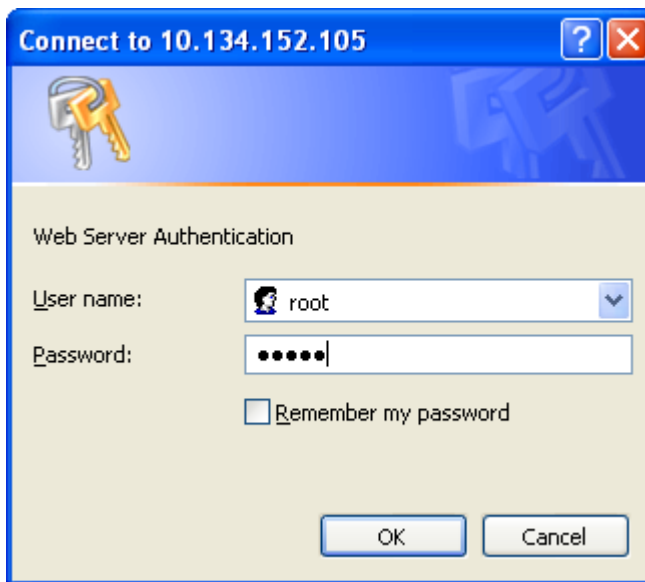 Connect to 10.134.152.105
?
Web Server Authentication
User name:
root
Password:
●●●●●
Remember my password
OK
Cancel